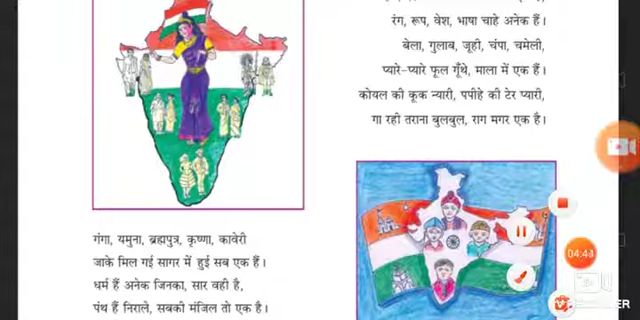 रंग, रूप, वेश, भाषा चाहे अनेक हैं।
बेला, गुलाब, जूही, चंपा, चमेली,
प्यारे-प्यारे फूल गूँथे, माला में एक हैं।
कोयल की कूक न्यारी, पपीहे की टेर प्यारी,
गा रही तराना बुलबुल, राग मगर एक है।
गंगा, यमुना, ब्रह्मपुत्र, कृष्णा, कावेरी
जाके मिल गई सागर में हुई सब एक हैं।
धर्म हैं अनेक जिनका, सार वही है,
पंथ हैं निराले, सबकी मंजिल तो एक है।
04:44